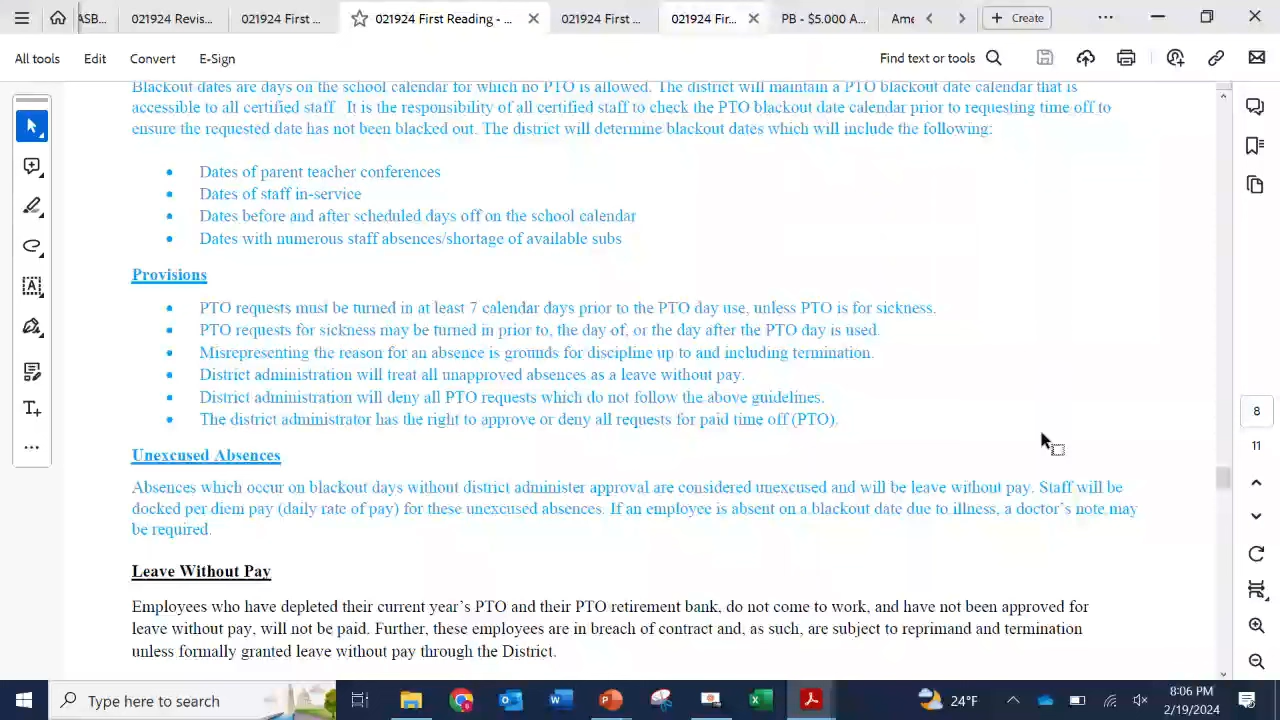 ASB...
021924 Revis...
021924 First ...
021924 First Reading - ...
021924 First ...
021924 Fir...
PB - $5.000 A...
Ame
Create
All tools
Edit
Convert
E-Sign
Find text or tools
Blackout dates are days on the school calendar for which no PTO is allowed. The district will maintain a PTO blackout date calendar that is
accessible to all certified staff It is the responsibility of all certified staff to check the PTO blackout date calendar prior to requesting time off to
ensure the requested date has not been blacked out. The district will determine blackout dates which will include the following:
• Dates of parent teacher conferences
• Dates of staff in-service
• Dates before and after scheduled days off on the school calendar
• Dates with numerous staff absences/shortage of available subs
Provisions
• PTO requests must be turned in at least 7 calendar days prior to the PTO day use, unless PTO is for sickness.
• PTO requests for sickness may be turned in prior to, the day of, or the day after the PTO day is used.
• Misrepresenting the reason for an absence is grounds for discipline up to and including termination.
• District administration will treat all unapproved absences as a leave without pay.
• District administration will deny all PTO requests which do not follow the above guidelines.
• The district administrator has the right to approve or deny all requests for paid time off (PTO).
8
11
Unexcused Absences
Absences which occur on blackout days without district administer approval are considered unexcused and will be leave without pay. Staff will be
docked per diem pay (daily rate of pay) for these unexcused absences. If an employee is absent on a blackout date due to illness, a doctor's note may
be required.
Leave Without Pay
Employees who have depleted their current year's PTO and their PTO retirement bank, do not come to work, and have not been approved for
leave without pay, will not be paid. Further, these employees are in breach of contract and, as such, are subject to reprimand and termination
unless formally granted leave without pay through the District.
Type here to search
24°F
8:06 PM
2/19/2024